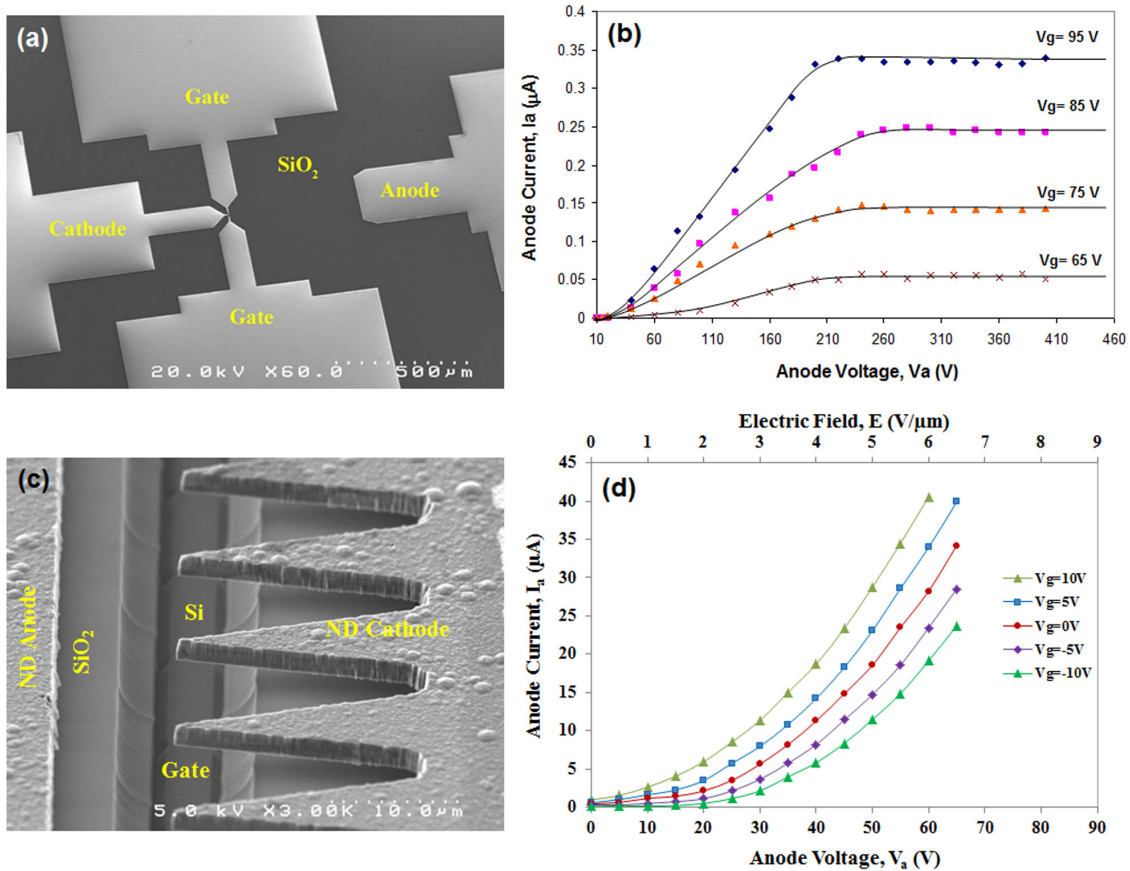 (a)
Gate
SiO2
Anode
Cathode
Gate
20.0kV X60.0 500µm
(b)
Anode Current, Ia (µA)
0.4
0.35
0.3
0.25
0.2
0.15
0.1
0.05
0
Vg= 95 V
Vg= 85 V
Vg= 75 V
Vg= 65 V
10 60 110 160 210 260 310 360 410 460
Anode Voltage, Va (V)
(c)
ND Anode
SiO2
Si
ND Cathode
Gate
5.0 kV X3.00K 10.0µm
Electric Field, E (V/µm)
0 1 2 3 4 5 6 7 8 9
(d)
Anode Current, Ia (µA)
45
40
35
30
25
20
15
10
5
0
Vg=10V
Vg=5V
Vg=0V
Vg=-5V
Vg=-10V
0 10 20 30 40 50 60 70 80 90
Anode Voltage, Va (V)